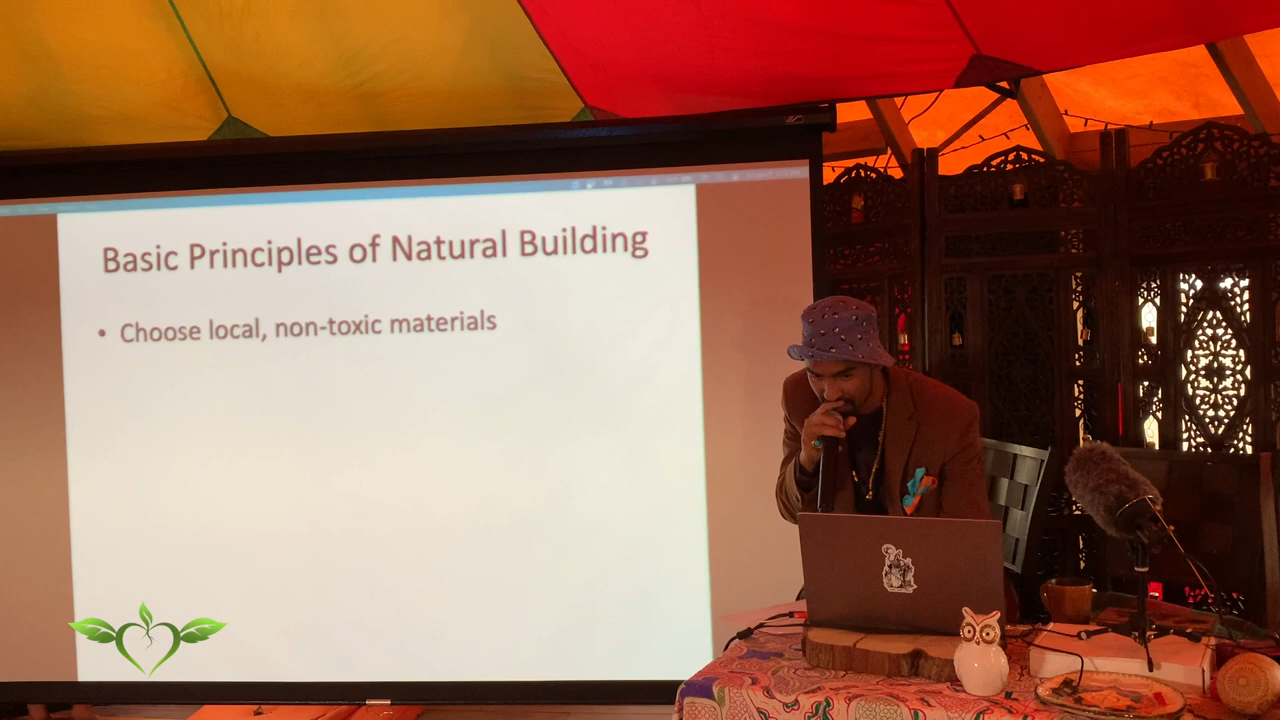 Basic Principles of Natural Building
• Choose local, non-toxic materials